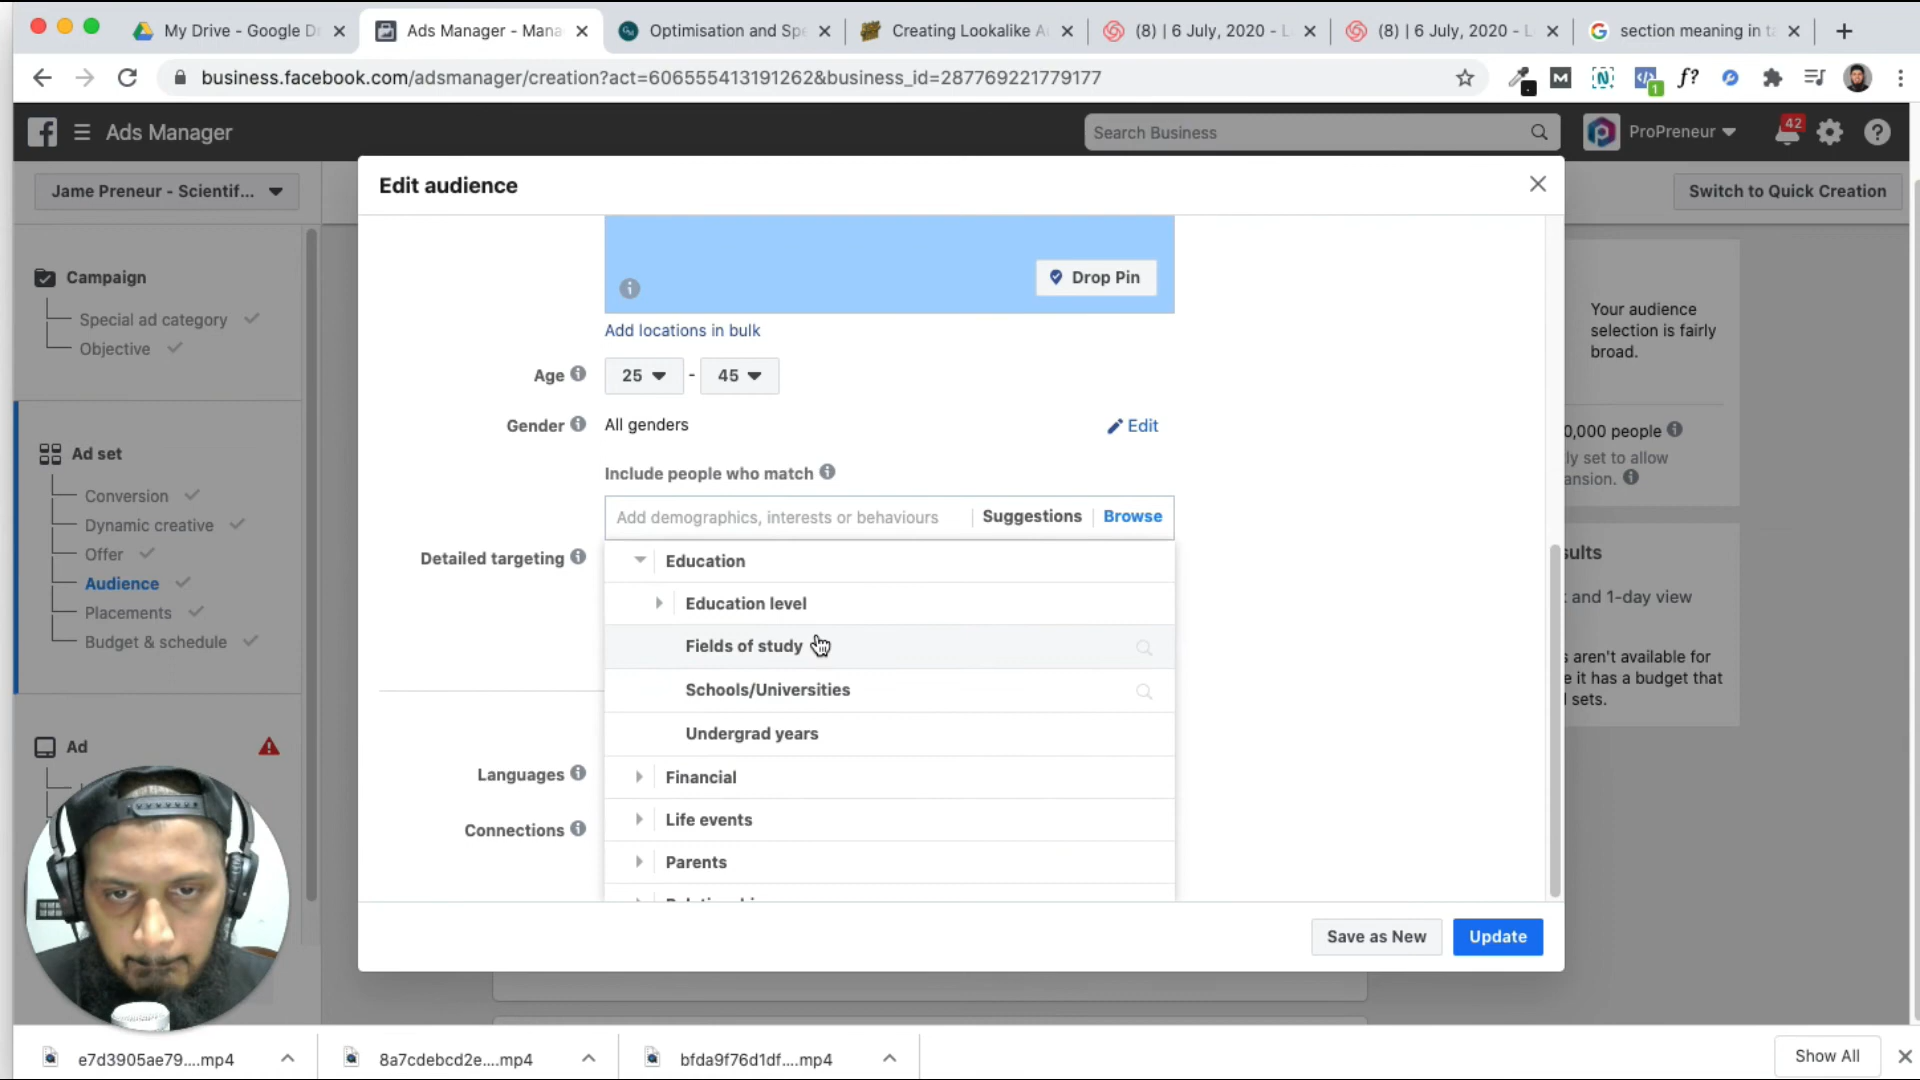 My Drive - Google Dr
Ads Manager - Mana
Optimisation and Spe
Creating Lookalike A
(8) | 6 July, 2020 - L
(8) | 6 July, 2020 - L
section meaning in ta
business.facebook.com/adsmanager/creation?act=606555413191262&business_id=287769221779177
M
f?
1
Ads Manager
Search Business
ProPreneur
42
Jame Preneur - Scientif...
Switch to Quick Creation
Edit audience
Campaign
Special ad category
Objective
Ad set
Conversion
Dynamic creative
Offer
Audience
Placements
Budget & schedule
Ad
Drop Pin
Add locations in bulk
Age
25
-
45
Gender
All genders
Edit
Include people who match
Add demographics, interests or behaviours
Suggestions
Browse
Detailed targeting
Education
Education level
Fields of study
Schools/Universities
Undergrad years
Financial
Life events
Parents
Languages
Connections
Save as New
Update
Your audience
selection is fairly
broad.
0,000 people
ly set to allow
ansion.
sults
and 1-day view
s aren't available for
e it has a budget that
sets.
e7d3905ae79....mp4
8a7cdebcd2e....mp4
bfda9f76d1df....mp4
Show All